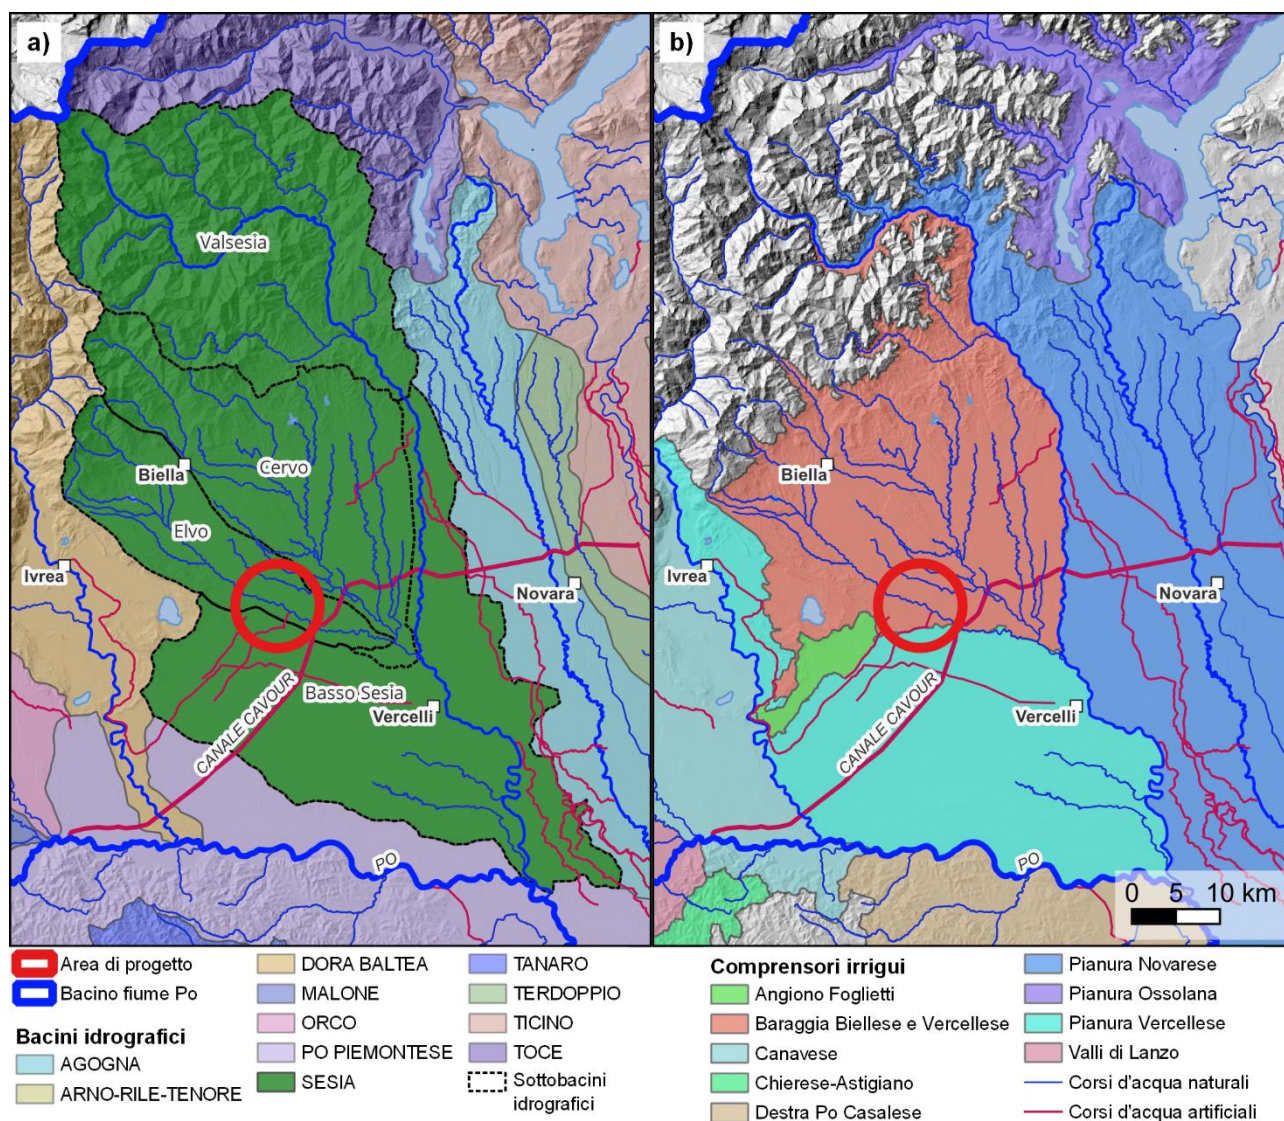 a)
Valsesia
Biella
Cervo
Elvo
Ivrea
Novara
Basso Sesia
Vercelli
CANALE CAVOUR
PO
b)
Biella
Ivrea
Novara
Vercelli
CANALE CAVOUR
PO
0 5 10 km
Area di progetto
Bacino fiume Po
Bacini idrografici
AGOGNA
ARNO-RILE-TENORE
DORA BALTEA
MALONE
ORCO
PO PIEMONTESE
SESIA
TANARO
TERDOPPIO
TICINO
TOCE
Sottobacini
idrografici
Comprensori irrigui
Angiono Foglietti
Baraggia Biellese e Vercellese
Canavese
Chierese-Astigiano
Destra Po Casalese
Pianura Novarese
Pianura Ossolana
Pianura Vercellese
Valli di Lanzo
Corsi d'acqua naturali
Corsi d'acqua artificiali